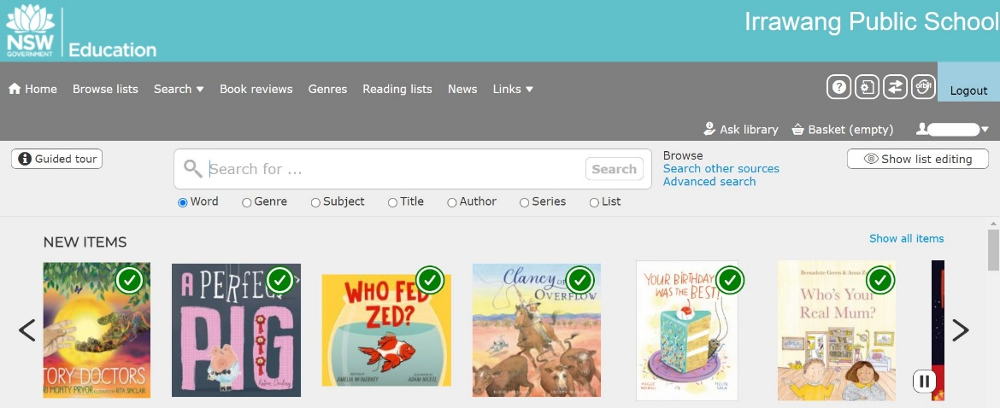 Irrawang Public School
NSW
GOVERNMENT
Education
Home Browse lists Search Book reviews Genres Reading lists News Links
Logout
Ask library Basket (empty)
Guided tour
Search for ...
Search
Browse
Search other sources
Advanced search
Show list editing
Word Genre Subject Title Author Series List
NEW ITEMS
Show all items
TORY DOCTORS
RI MONTY PRYOR RITA SINCLAIR
A PERFEC
PIG
WHO FED
ZED?
AMELIA McINERNEY
ADAM NICKEL
Clancy of
OVERFLOW
YOUR BIRTHDAY
WAS THE BEST!
Bernadette Green & Anna Z
Who's Your
Real Mum?